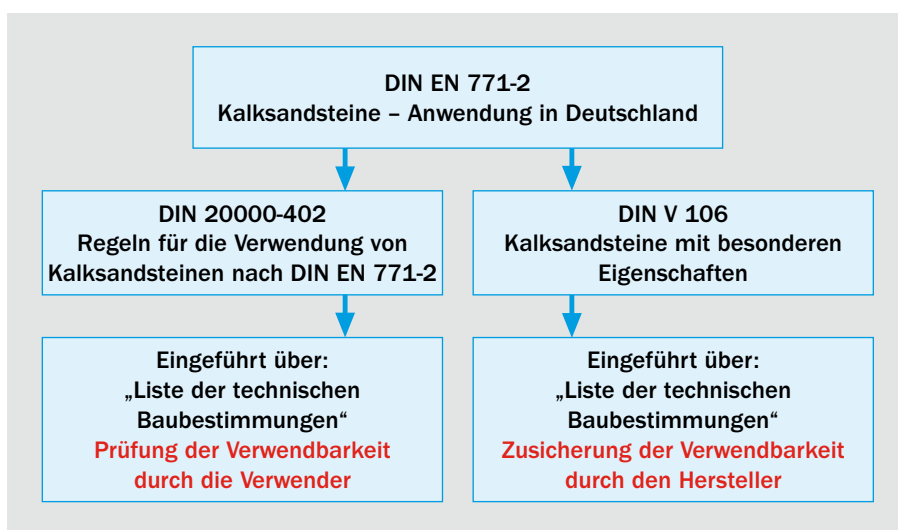 DIN EN 771-2
Kalksandsteine – Anwendung in Deutschland
DIN 20000-402
Regeln für die Verwendung von
Kalksandsteinen nach DIN EN 771-2
DIN V 106
Kalksandsteine mit besonderen
Eigenschaften
Eingeführt über:
„Liste der technischen
Baubestimmungen“
Prüfung der Verwendbarkeit
durch die Verwender
Eingeführt über:
„Liste der technischen
Baubestimmungen“
Zusicherung der Verwendbarkeit
durch den Hersteller